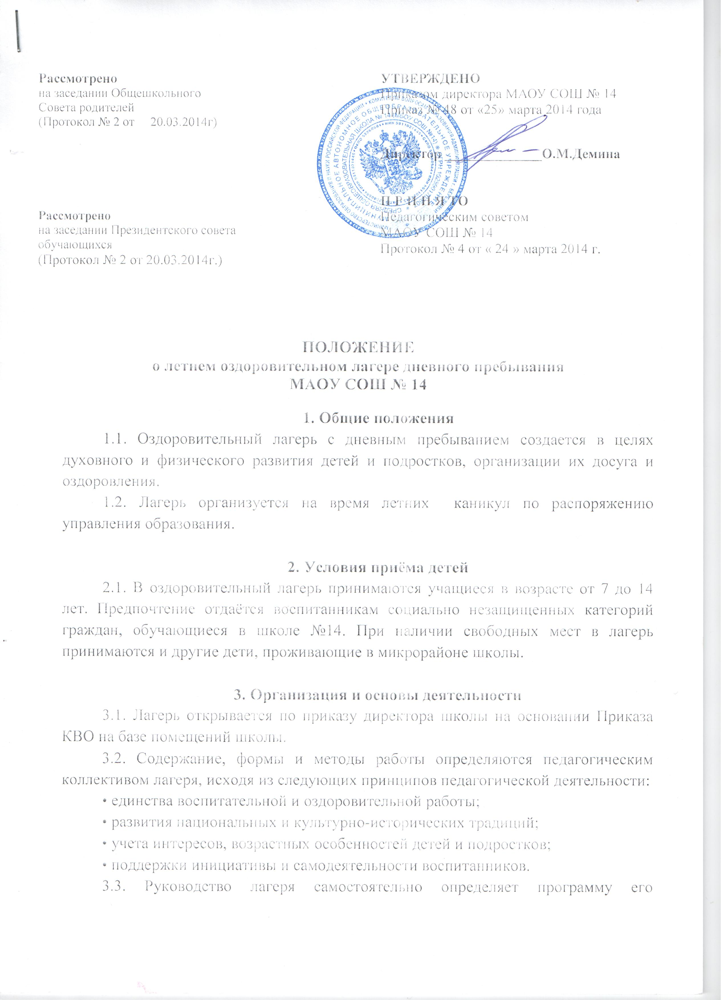 Рассмотрено
на заседании Общешкольного
Совета родителей
(Протокол № 2 от 20.03.2014г)
УТВЕРЖДЕНО
Приказом директора МАОУ СОШ № 14
Приказ № 48 от «25» марта 2014 года
Директор ______________О.М.Демина
Рассмотрено
на заседании Президентского совета
обучающихся
(Протокол № 2 от 20.03.2014г.)
П Р И Н Я Т О
Педагогическим советом
МАОУ СОШ № 14
Протокол № 4 от « 24 » марта 2014 г.
ПОЛОЖЕНИЕ
о летнем оздоровительном лагере дневного пребывания
МАОУ СОШ № 14
1. Общие положения
1.1. Оздоровительный лагерь с дневным пребыванием создается в целях
духовного и физического развития детей и подростков, организации их досуга и
оздоровления.
1.2. Лагерь организуется на время летних каникул по распоряжению
управления образования.
2. Условия приёма детей
2.1. В оздоровительный лагерь принимаются учащиеся в возрасте от 7 до 14
лет. Предпочтение отдаётся воспитанникам социально незащищенных категорий
граждан, обучающиеся в школе №14. При наличии свободных мест в лагерь
принимаются и другие дети, проживающие в микрорайоне школы.
3. Организация и основы деятельности
3.1. Лагерь открывается по приказу директора школы на основании Приказа
КВО на базе помещений школы.
3.2. Содержание, формы и методы работы определяются педагогическим
коллективом лагеря, исходя из следующих принципов педагогической деятельности:
• единства воспитательной и оздоровительной работы;
• развития национальных и культурно-исторических традиций;
• учета интересов, возрастных особенностей детей и подростков;
• поддержки инициативы и самодеятельности воспитанников.
3.3. Руководство лагеря самостоятельно определяет программу его